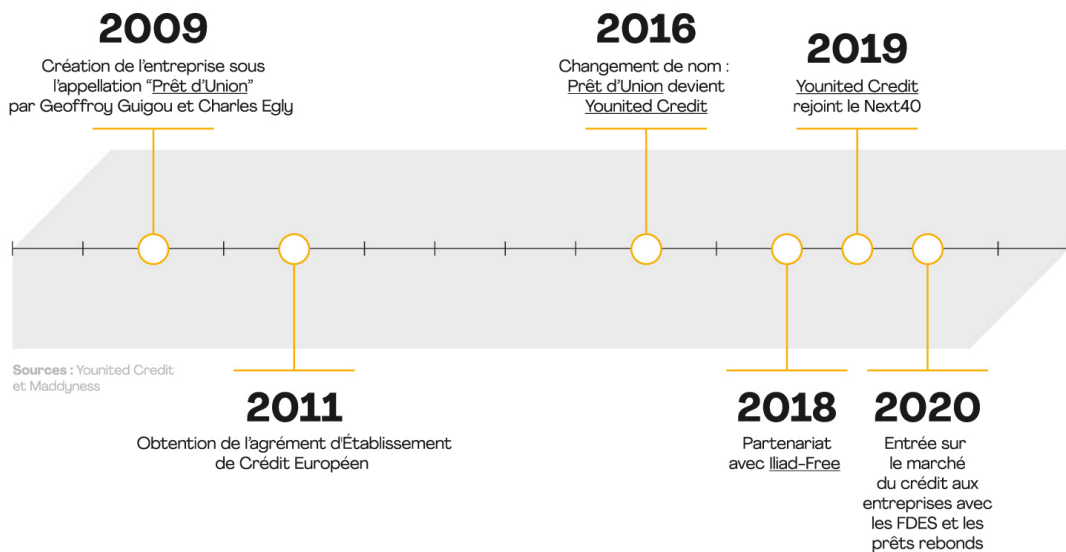 2009
Création de l'entreprise sous
l'appellation “Prêt d'Union”
par Geoffroy Guigou et Charles Egly
2016
Changement de nom :
Prêt d'Union devient
Younited Credit
2019
Younited Credit
rejoint le Next40
Sources : Younited Credit
et Maddyness
2011
Obtention de l'agrément d'Établissement
de Crédit Européen
2018
Partenariat
avec Iliad-Free
2020
Entrée sur
le marché
du crédit aux
entreprises avec
les FDES et les
prêts rebonds